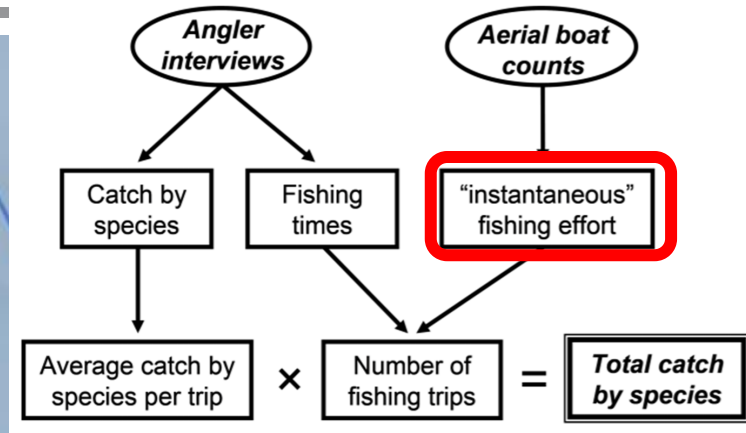 Angler
interviews
Aerial boat
counts
Catch by
species
Fishing
times
“instantaneous”
fishing effort
Average catch by
species per trip
×
Number of
fishing trips
=
Total catch
by species